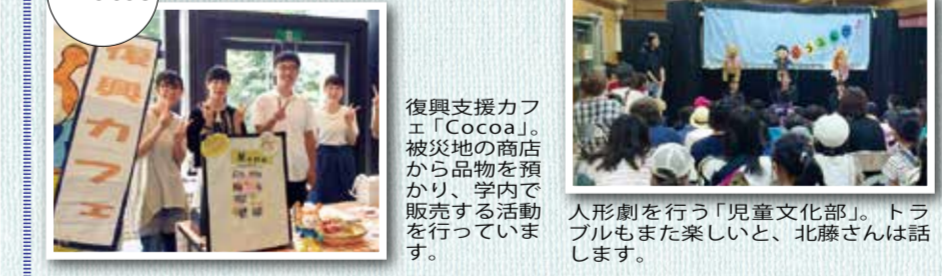 復興カフェ
Menu
復興支援カフ
ェ「Cocoa」。
被災地の商店
から品物を預
かり、学内で
販売する活動
を行っていま
す。
人形劇を行う「児童文化部」。トラ
ブルもまた楽しいと、北藤さんは話
します。